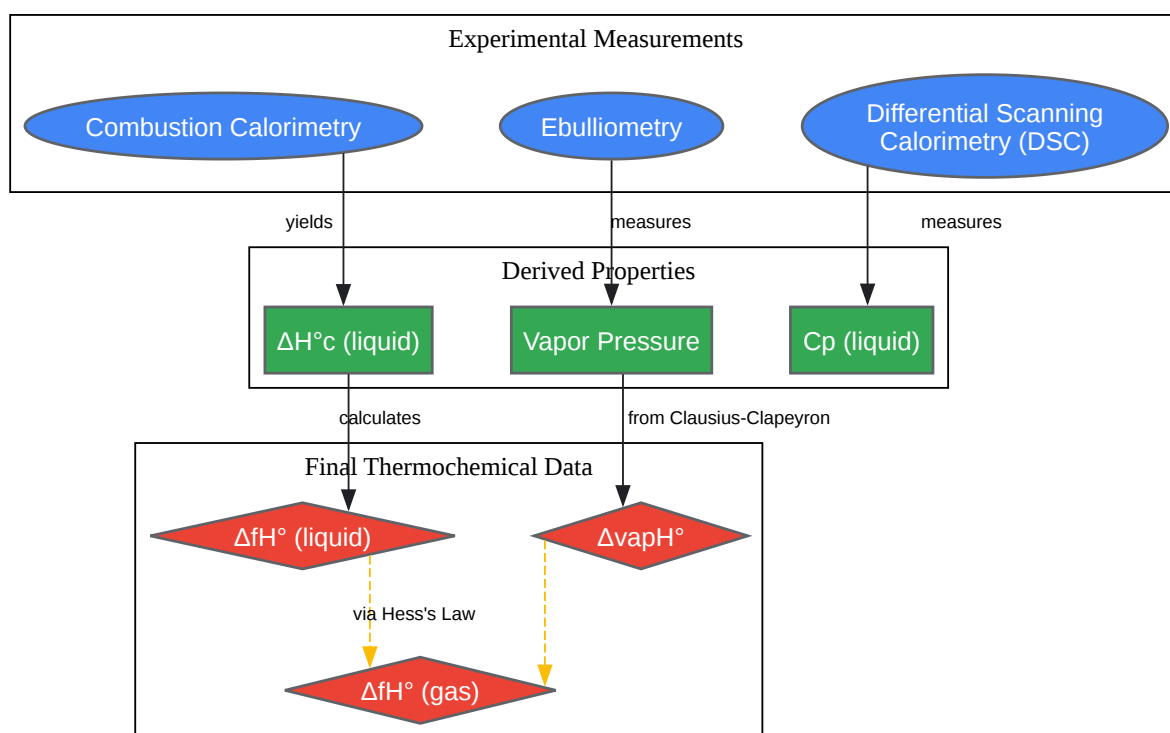 Experimental Measurements
Combustion Calorimetry
Ebulliometry
Differential Scanning
Calorimetry (DSC)
yields
measures
measures
Derived Properties
ΔH°c (liquid)
Vapor Pressure
Cp (liquid)
calculates
from Clausius-Clapeyron
Final Thermochemical Data
ΔfH° (liquid)
ΔvapH°
via Hess's Law
ΔfH° (gas)